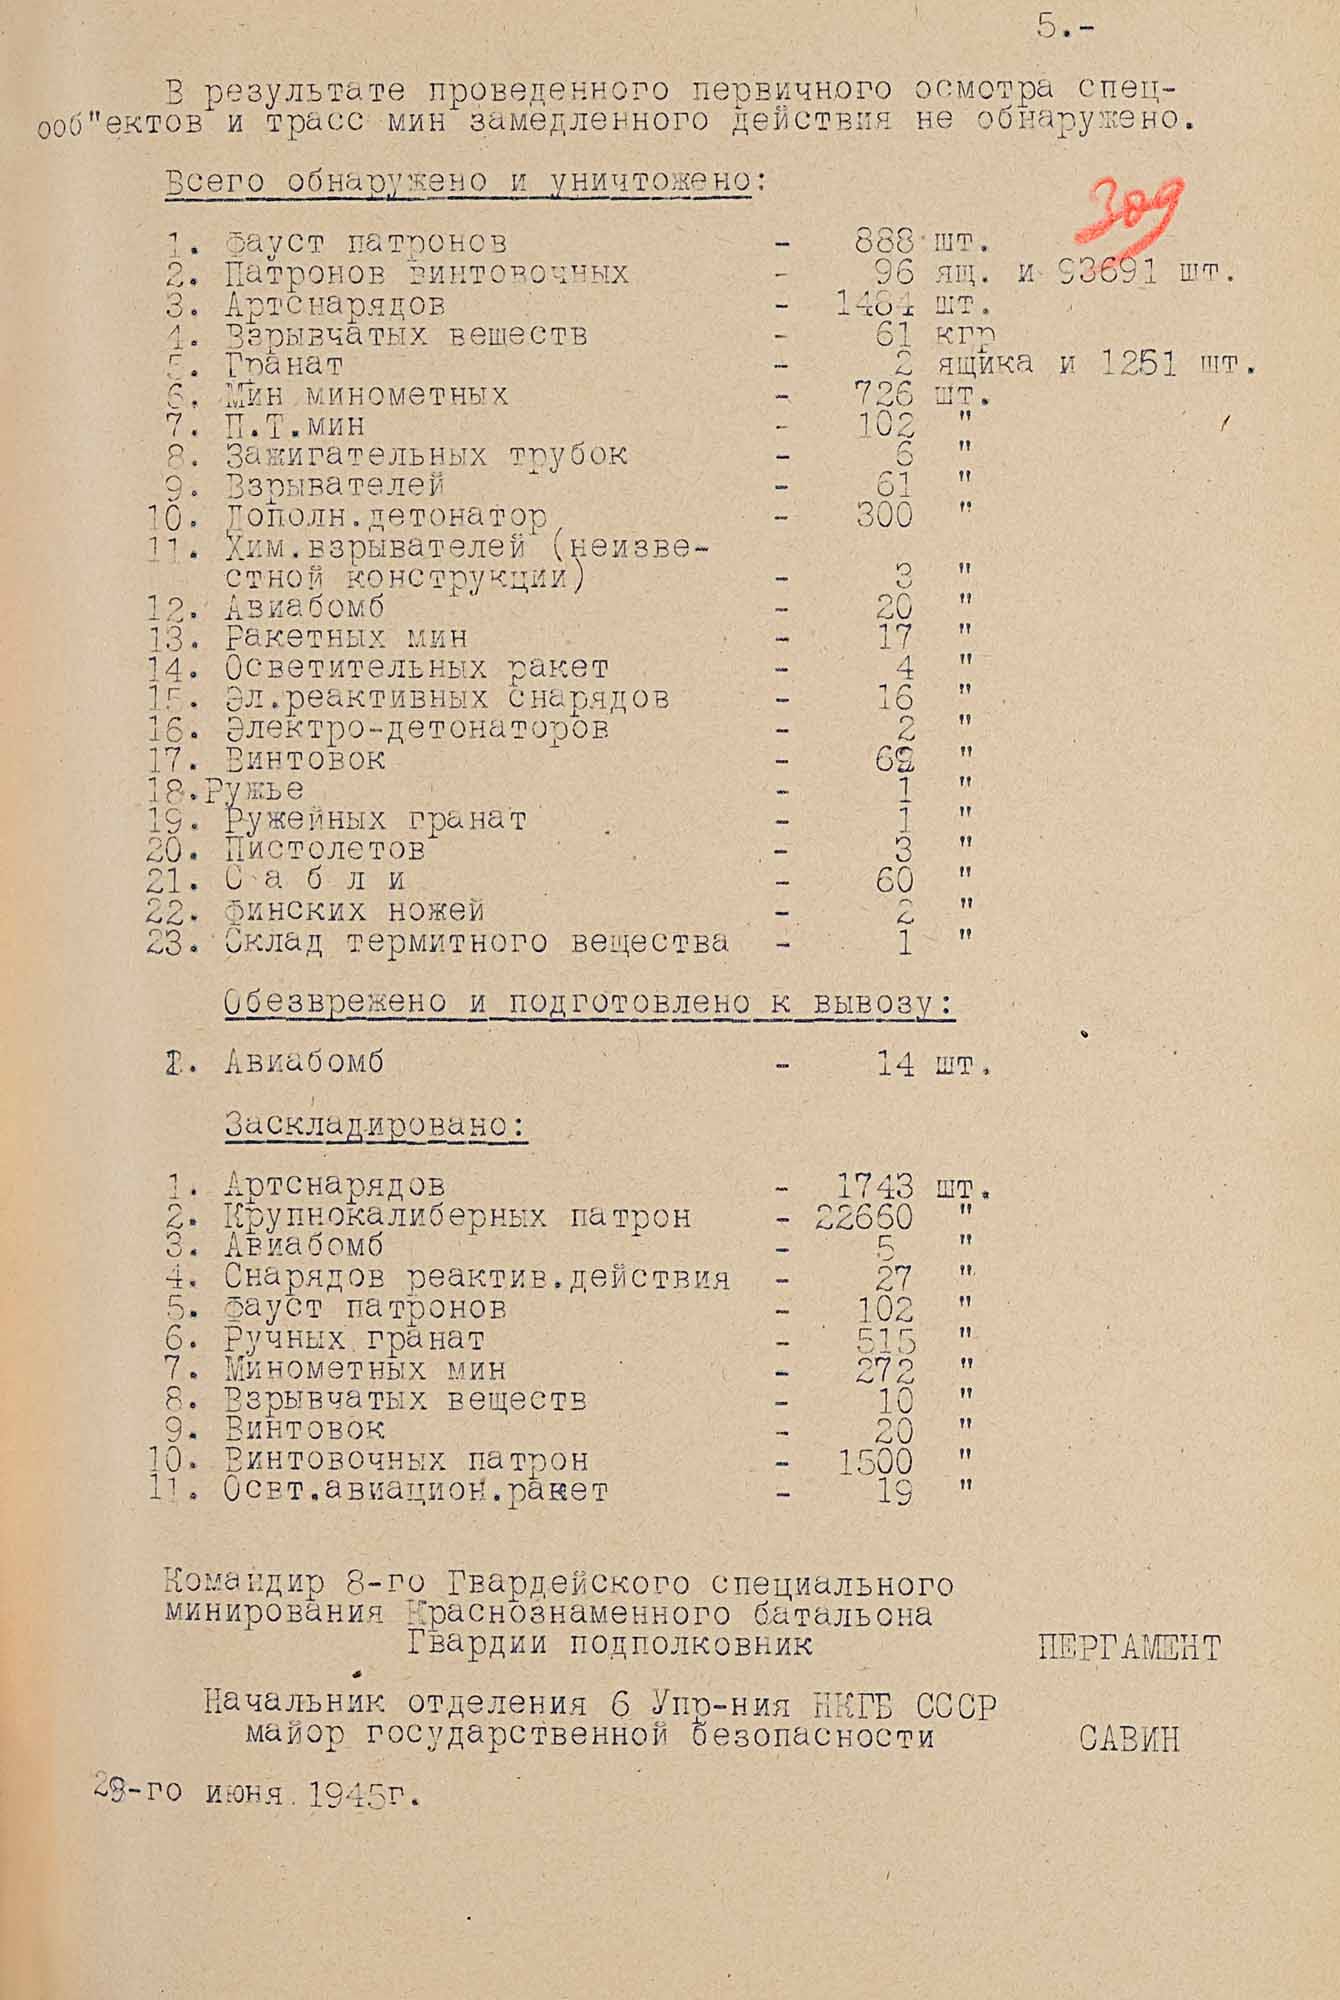 5.-
В результате проведенного первичного осмотра спец-
ооб"ектов и трасс мин замедленного действия не обнаружено.
Всего обнаружено и уничтожено:
309
1. Фауст патронов - 888 шт.
2. Патронов винтовочных - 96 ящ. и 93691 шт.
3. Артснарядов - 1484 шт.
4. Взрывчатых веществ - 61 кгр
5. Гранат - 2 ящика и 1251 шт.
6. Мин минометных - 726 шт.
7. П.Т.мин - 102 "
8. Зажигательных трубок - 6 "
9. Взрывателей - 61 "
10. Дополн.детонатор - 300 "
11. Хим.взрывателей (неизве-
стной конструкции) - 3 "
12. Авиабомб - 20 "
13. Ракетных мин - 17 "
14. Осветительных ракет - 4 "
15. Эл.реактивных снарядов - 16 "
16. Электро-детонаторов - 2 "
17. Винтовок - "
18.Ружье - 1 "
19. Ружейных гранат - 1 "
20. Пистолетов - 3 "
21. С а б л и - 60 "
22. Финских ножей - 2 "
23. Склад термитного вещества - 1 "
Обезврежено и подготовлено к вывозу:
1. Авиабомб - 14 шт.
Заскладировано:
1. Артснарядов - 1743 шт.
2. Крупнокалиберных патрон - 22660 "
3. Авиабомб - 5 "
4. Снарядов реактив.действия - 27 "
5. Фауст патронов - 102 "
6. Ручных гранат - 515 "
7. Минометных мин - 272 "
8. Взрывчатых веществ - 10 "
9. Винтовок - 20 "
10. Винтовочных патрон - 1500 "
11. Освт.авиацион.ракет - 19 "
Командир 8-го Гвардейского специального
минирования Краснознаменного батальона
Гвардии подполковник ПЕРГАМЕНТ
Начальник отделения 6 Упр-ния НКГБ СССР
майор государственной безопасности САВИН
июня 1945г.